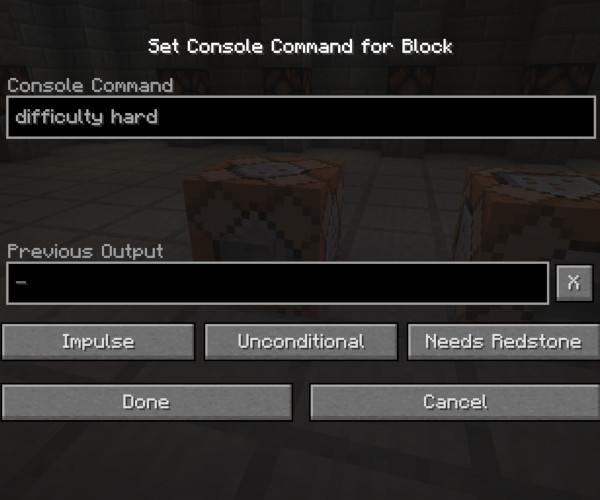 Set Console Command for Block
Console Command
difficulty hard
Previous Output
-
X
Impulse
Unconditional
Needs Redstone
Done
Cancel